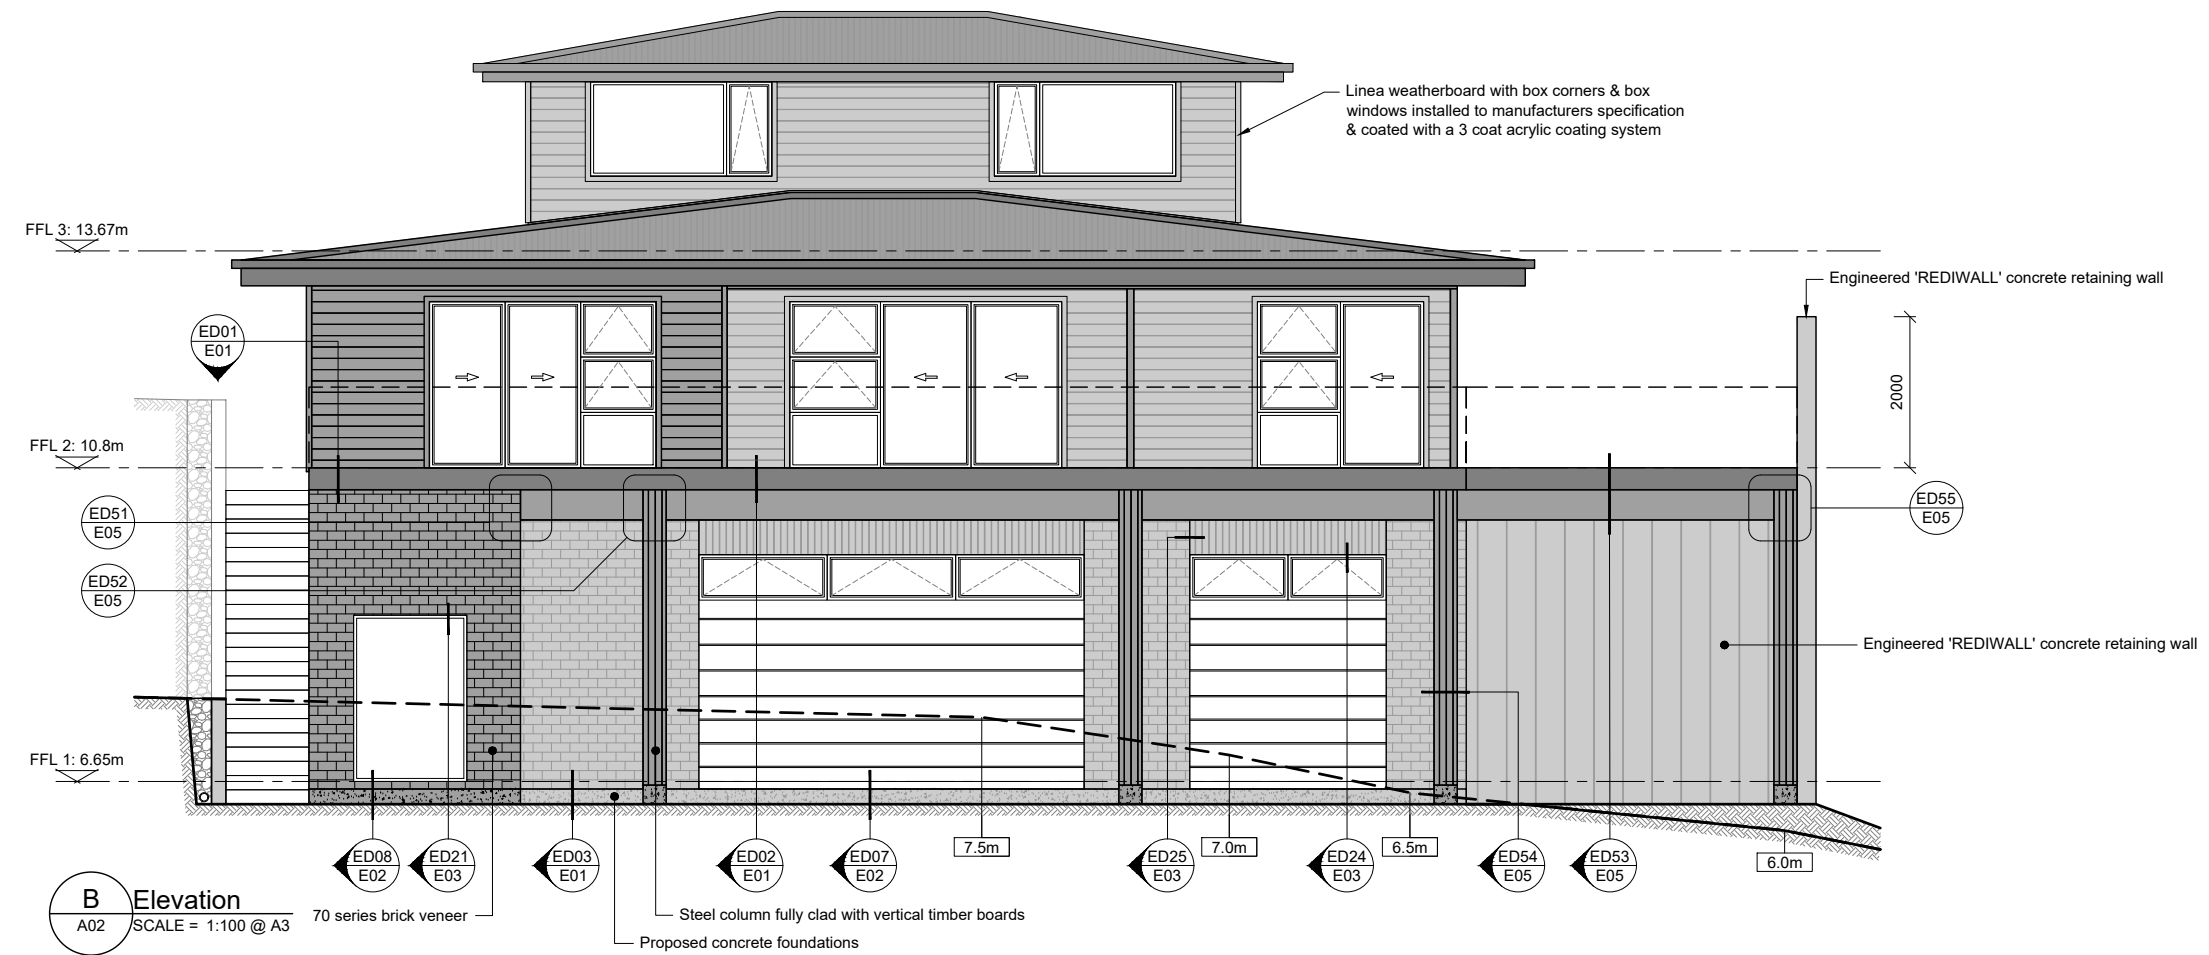 Linea weatherboard with box corners & box
windows installed to manufacturers specification
& coated with a 3 coat acrylic coating system
FFL 3: 13.67m
Engineered 'REDIWALL' concrete retaining wall
ED01
E01
2000
FFL 2: 10.8m
ED51
E05
ED55
E05
ED52
E05
Engineered 'REDIWALL' concrete retaining wall
FFL 1: 6.65m
7.5m
7.0m
6.5m
6.0m
ED08
E02
ED21
E03
ED03
E01
ED02
E01
ED07
E02
ED25
E03
ED24
E03
ED54
E05
ED53
E05
B
A02
Elevation
SCALE = 1:100 @ A3
70 series brick veneer
Steel column fully clad with vertical timber boards
Proposed concrete foundations